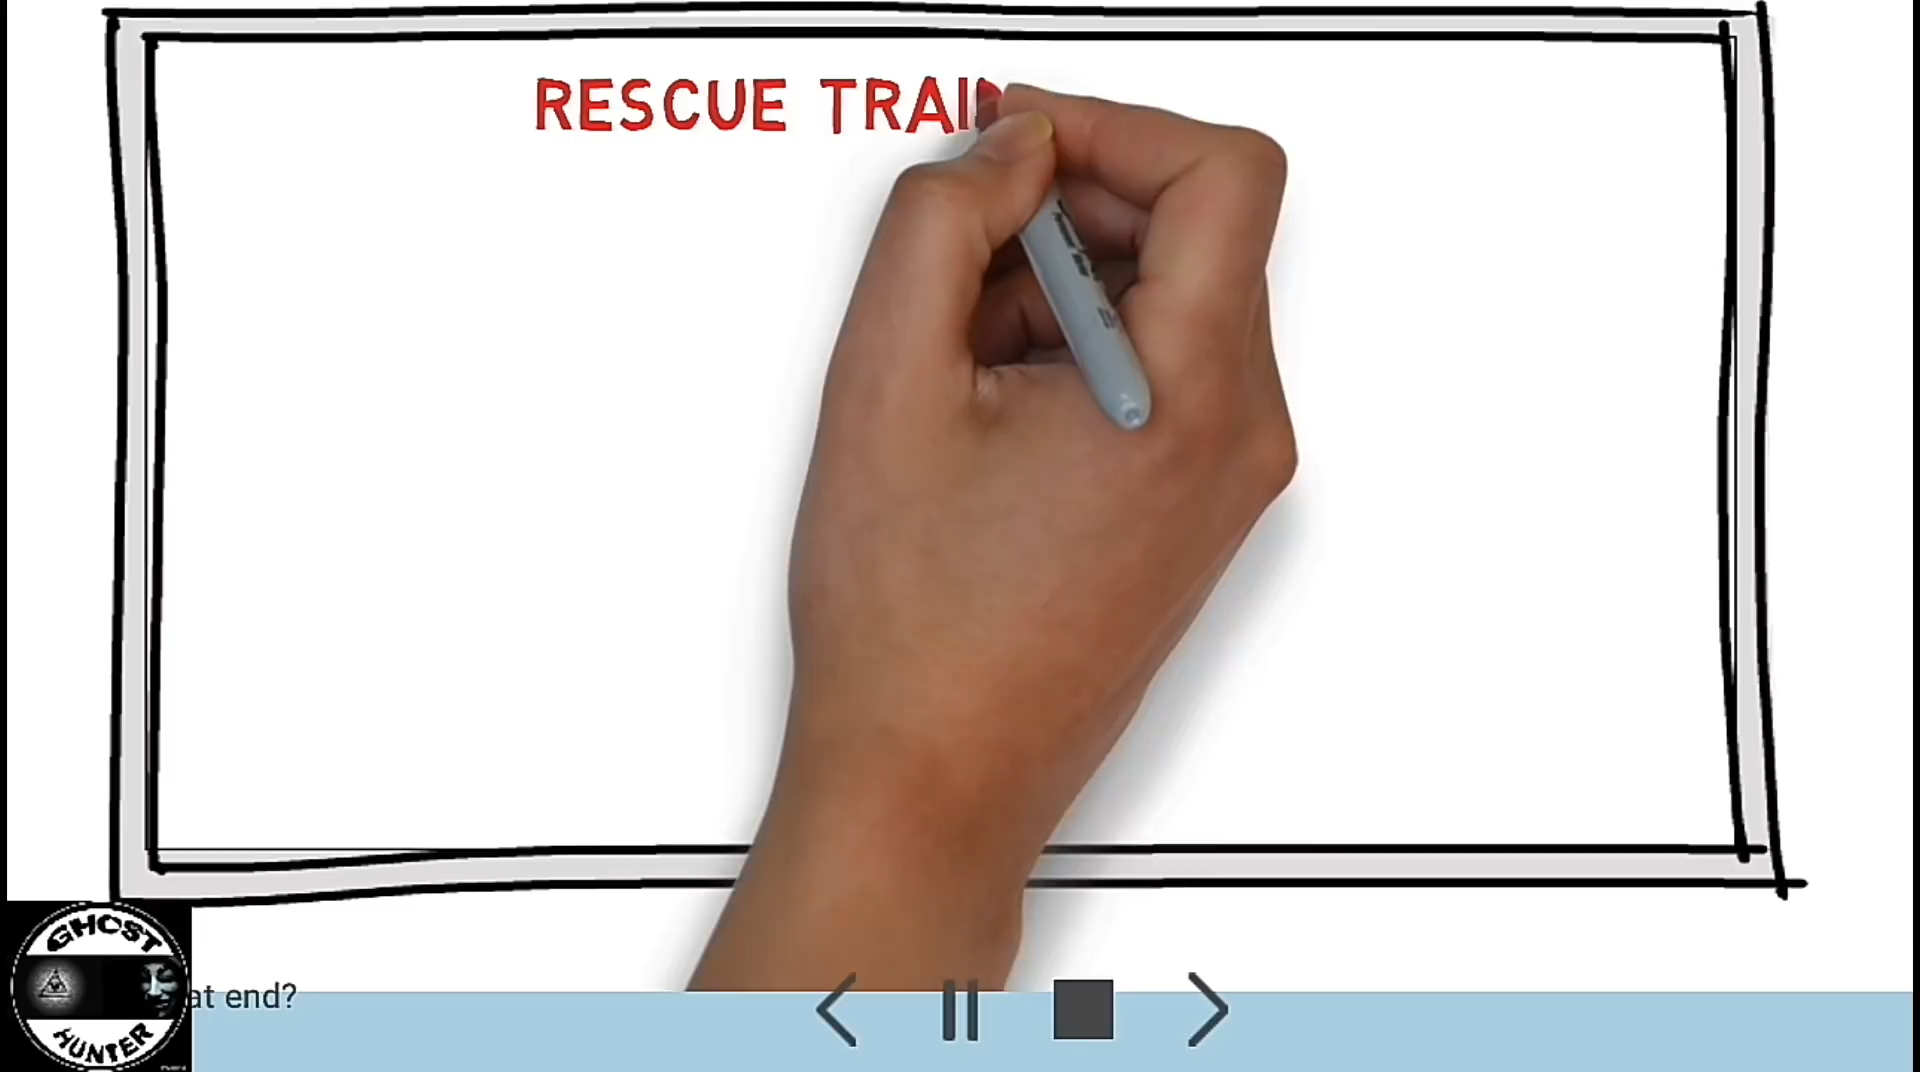 RESCUE TRAI
GHOST
HUNTER
at end?